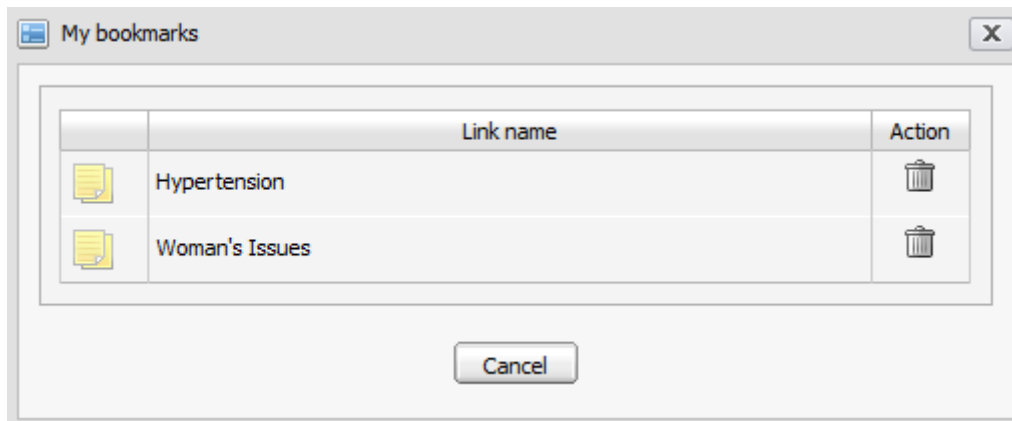 My bookmarks
Link name Action
Hypertension
Woman's Issues
Cancel